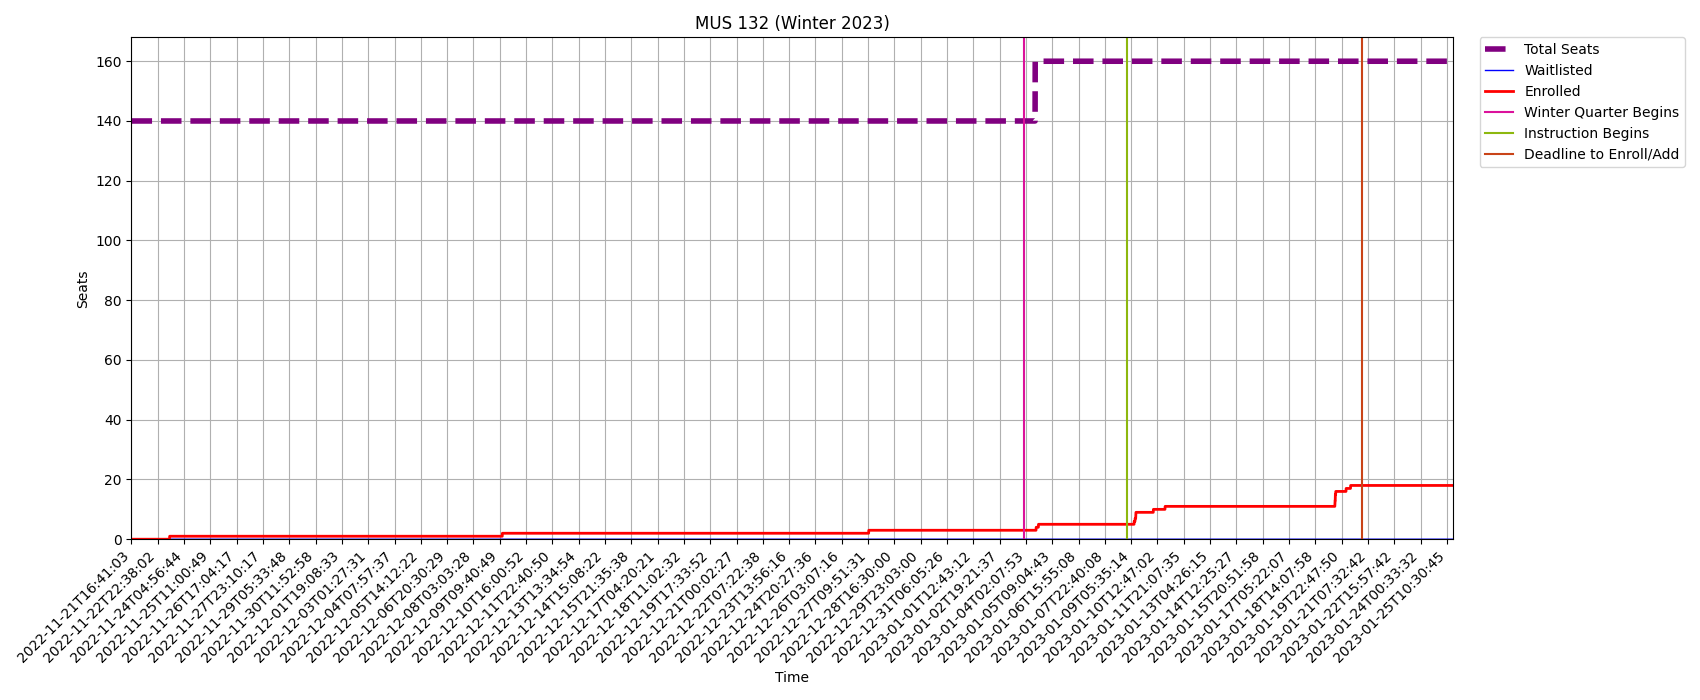 MUS 132 (Winter 2023)
Total Seats
Waitlisted
Enrolled
Winter Quarter Begins
Instruction Begins
Deadline to Enroll/Add
Seats
160
140
120
100
80
60
40
20
0
2022-11-21T16:41:03
2022-11-22T22:38:02
2022-11-24T04:56:44
2022-11-25T11:00:49
2022-11-26T17:04:17
2022-11-27T23:10:17
2022-11-29T05:33:48
2022-11-30T11:52:58
2022-12-01T19:08:33
2022-12-03T01:27:31
2022-12-04T07:57:37
2022-12-05T14:12:22
2022-12-06T20:30:29
2022-12-08T03:03:28
2022-12-09T09:40:49
2022-12-10T16:00:52
2022-12-11T22:40:50
2022-12-13T13:34:54
2022-12-14T15:08:22
2022-12-15T21:35:38
2022-12-17T04:20:21
2022-12-18T11:02:32
2022-12-19T17:33:52
2022-12-21T00:02:27
2022-12-22T07:22:38
2022-12-23T13:56:16
2022-12-24T20:27:36
2022-12-26T03:07:16
2022-12-27T09:51:31
2022-12-28T16:30:00
2022-12-29T23:03:00
2022-12-31T06:05:26
2023-01-01T12:43:12
2023-01-02T19:21:37
2023-01-04T02:07:53
2023-01-05T09:04:43
2023-01-06T15:55:08
2023-01-07T22:40:08
2023-01-09T05:35:14
2023-01-10T12:47:02
2023-01-11T21:07:35
2023-01-13T04:26:15
2023-01-14T12:25:27
2023-01-15T20:51:58
2023-01-17T05:22:07
2023-01-18T14:07:58
2023-01-19T22:47:50
2023-01-21T07:32:42
2023-01-22T15:57:42
2023-01-24T00:33:32
2023-01-25T10:30:45
Time